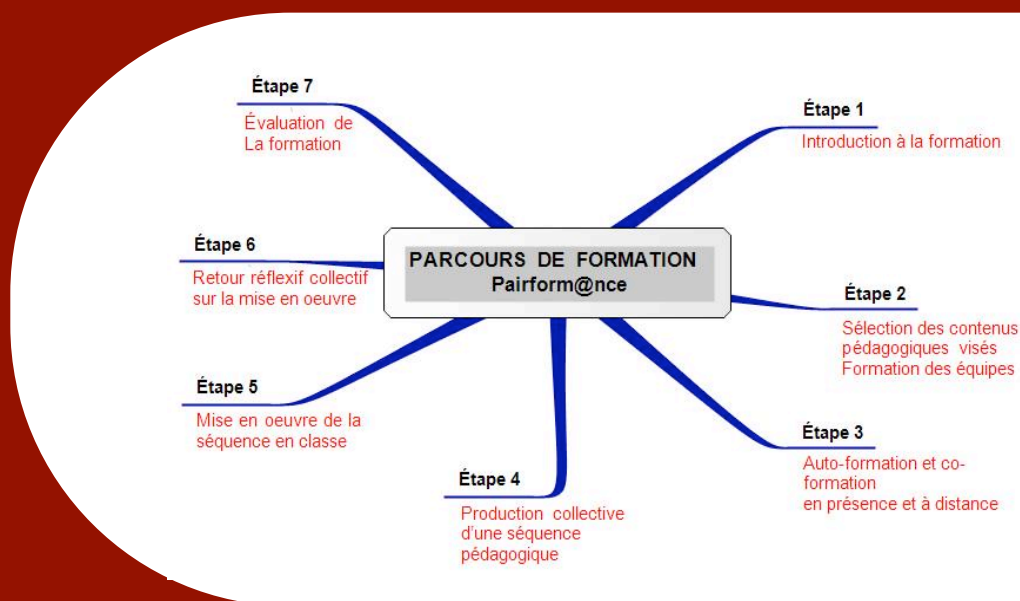 PARCOURS DE FORMATION
Pairform@nce
Étape 1
Introduction à la formation
Étape 2
Sélection des contenus
pédagogiques visés
Formation des équipes
Étape 3
Auto-formation et co-
formation
en présence et à distance
Étape 4
Production collective
d'une séquence
pédagogique
Étape 5
Mise en oeuvre de la
séquence en classe
Étape 6
Retour réflexif collectif
sur la mise en oeuvre
Étape 7
Évaluation de
La formation